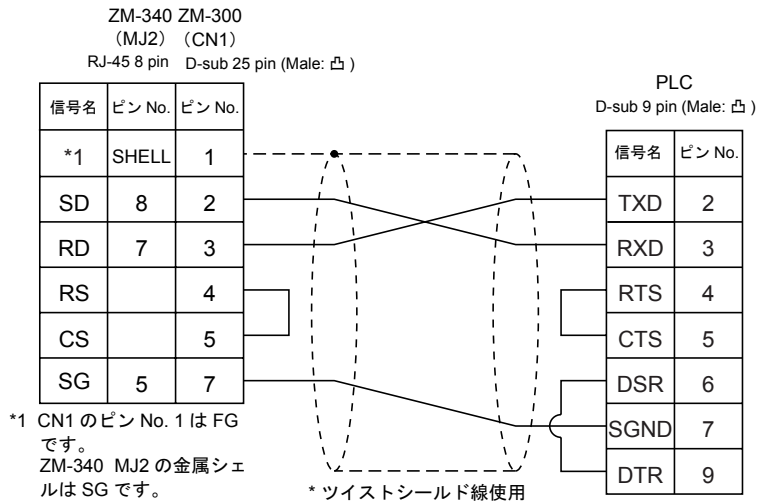 ZM-340 ZM-300
(MJ2) (CN1)
RJ-45 8 pin D-sub 25 pin (Male: 凸)
信号名 ピン No. ピン No.
*1 SHELL 1
SD 8 2
RD 7 3
RS 4
CS 5
SG 5 7
*1 CN1 のピン No. 1 は FG
です。
ZM-340 MJ2 の金属シェ
ルは SG です。
* ツイストシールド線使用
PLC
D-sub 9 pin (Male: 凸)
信号名 ピン No.
TXD 2
RXD 3
RTS 4
CTS 5
DSR 6
SGND 7
DTR 9